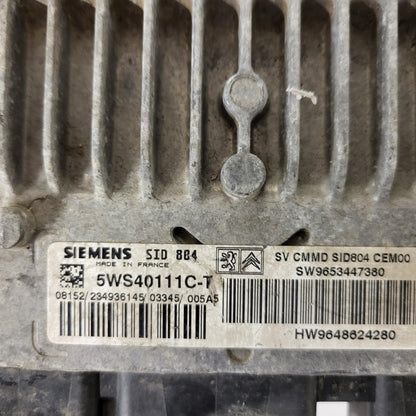 SIEMENS SID 804
MADE IN FRANCE
5WS40111C-T
08152/234936145/03345/005A5
SV CMMD SID804 CEM00
SW9653447380
HW9648624280